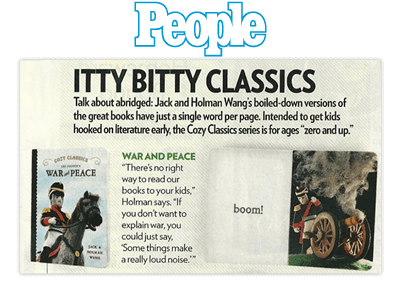 People
ITTY BITTY CLASSICS
Talk about abridged: Jack and Holman Wang's boiled-down versions of
the great books have just a single word per page. Intended to get kids
hooked on literature early, the Cozy Classics series is for ages “zero and up.”
COZY CLASSICS
WAR and PEACE
JACK &
HOLMAN
WANG
WAR AND PEACE
“There's no right
way to read our
books to your kids,”
Holman says. “If
you don't want to
explain war, you
could just say,
‘Some things make
a really loud noise.’”
boom!